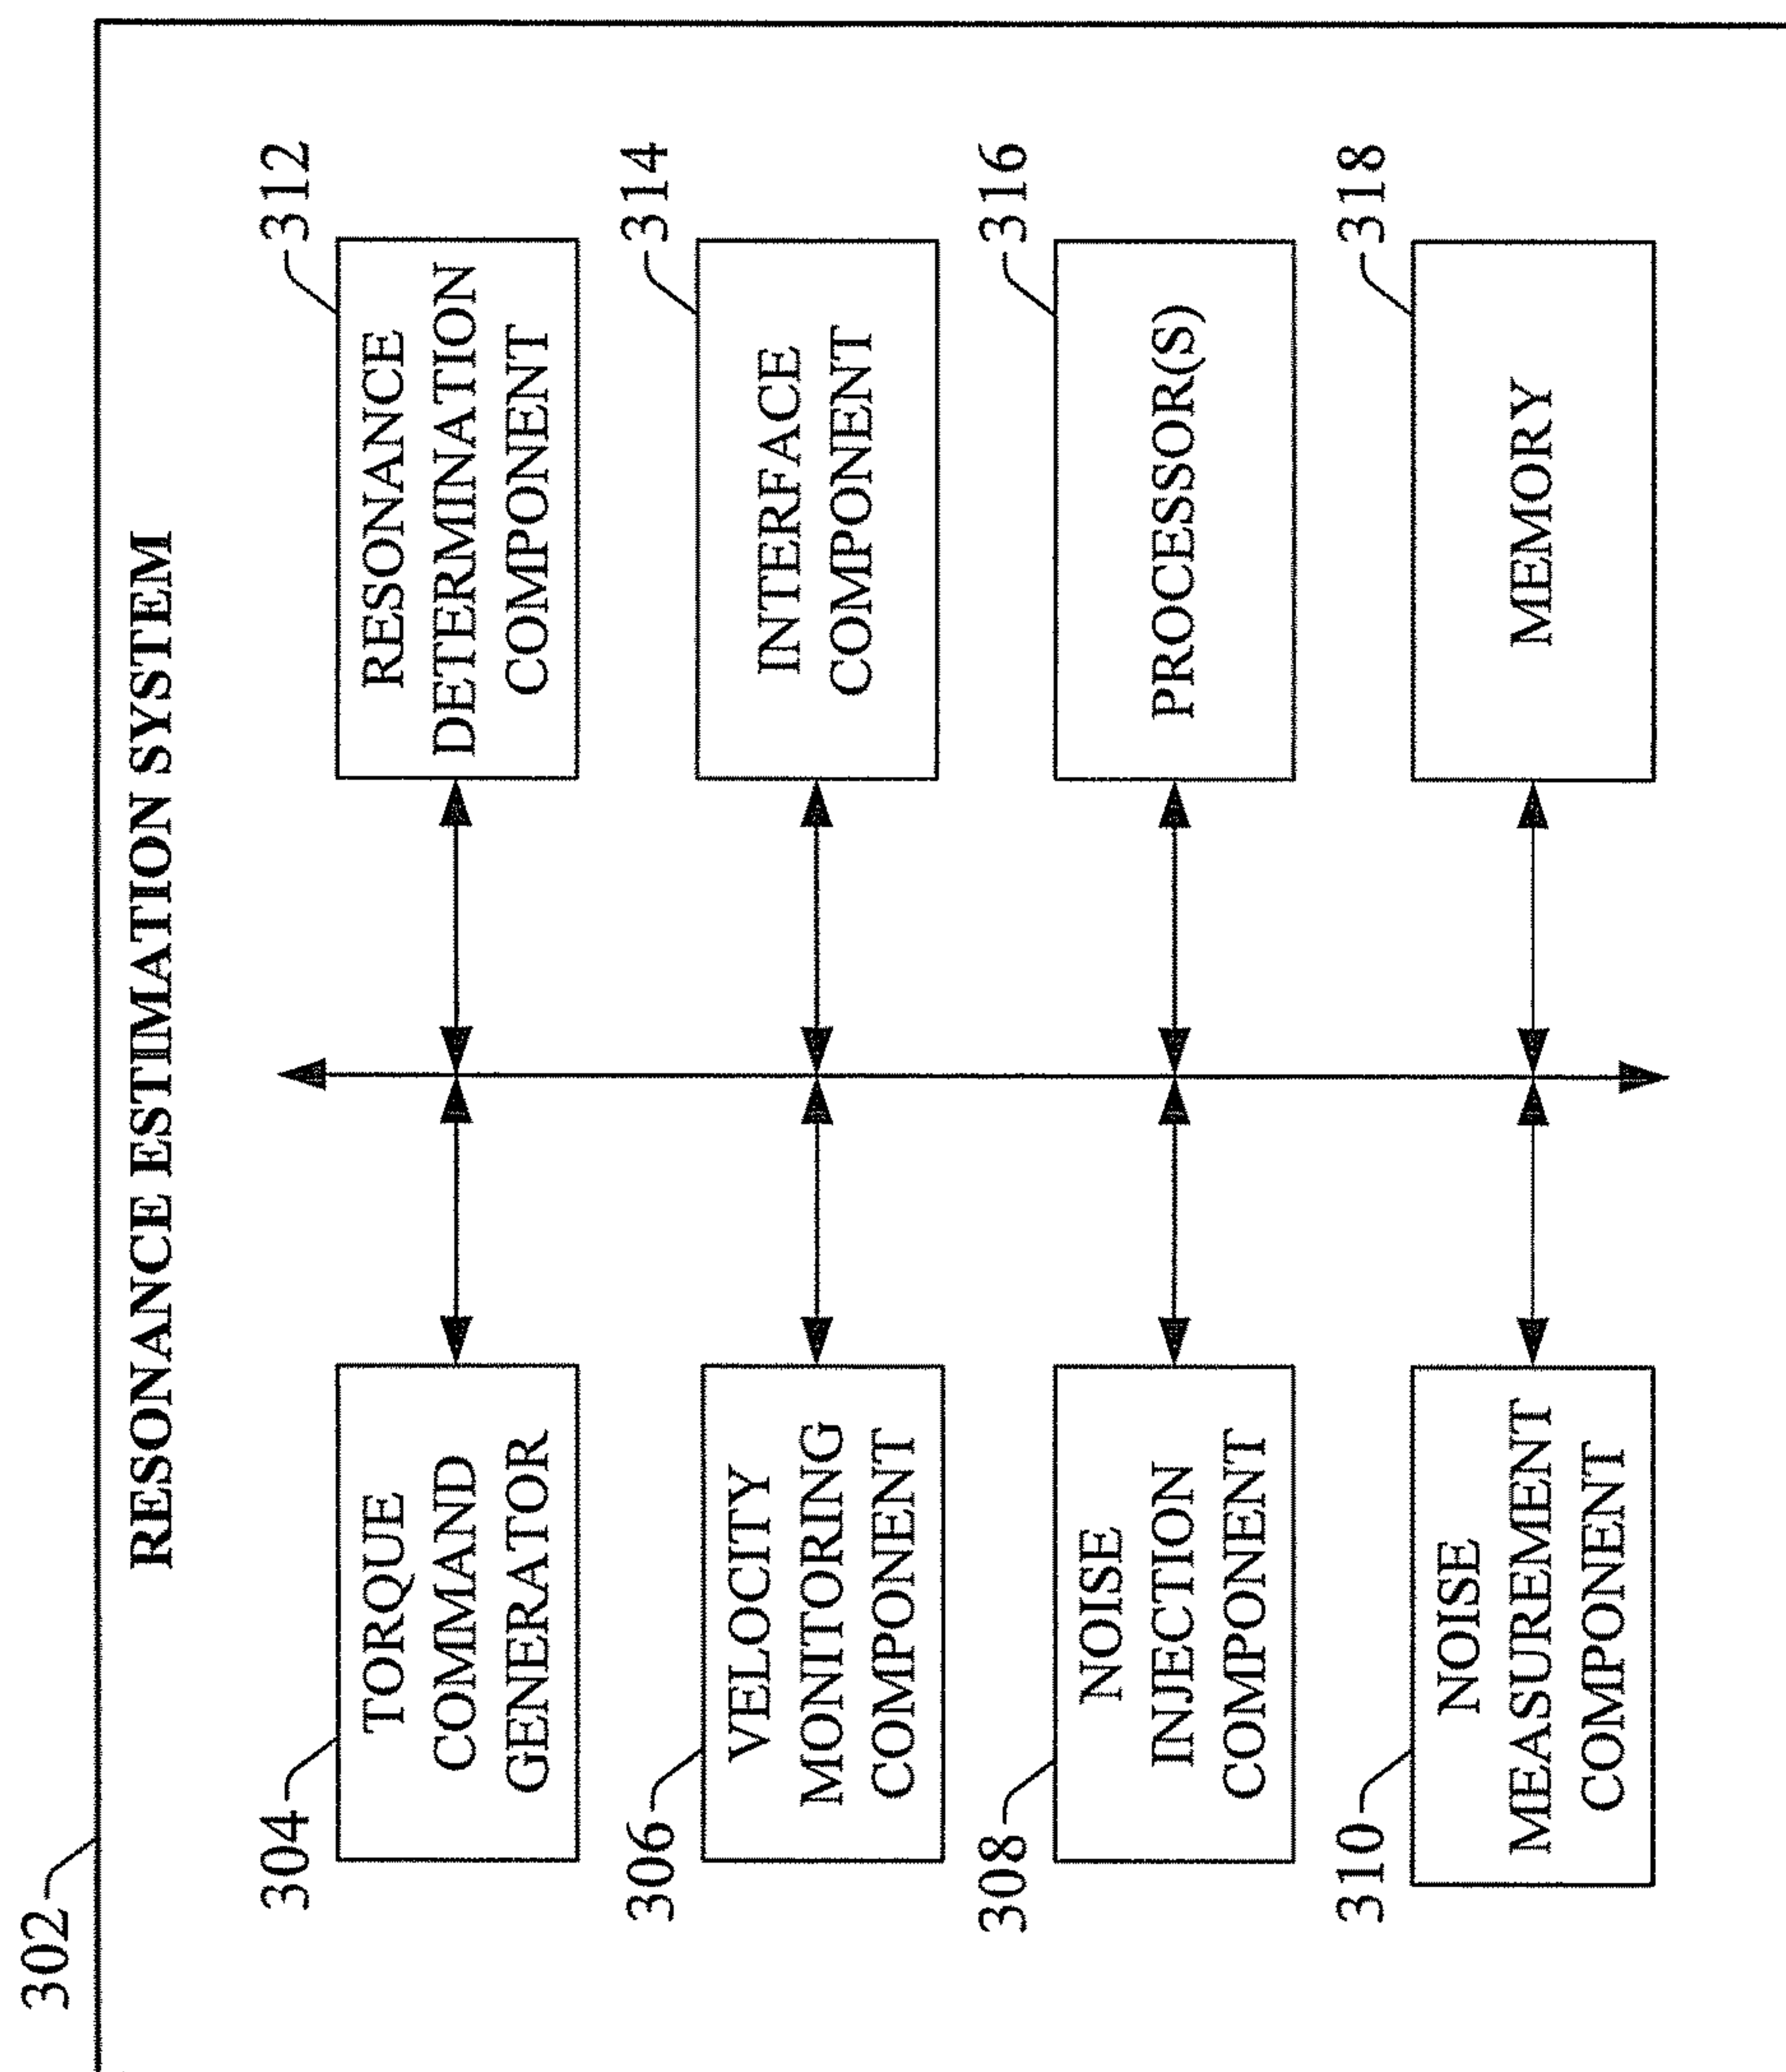 302
RESONANCE ESTIMATION SYSTEM
304
TORQUE
COMMAND
GENERATOR
312
RESONANCE
DETERMINATION
COMPONENT
306
VELOCITY
MONITORING
COMPONENT
314
INTERFACE
COMPONENT
308
NOISE
INJECTION
COMPONENT
316
PROCESSOR(S)
310
NOISE
MEASUREMENT
COMPONENT
318
MEMORY